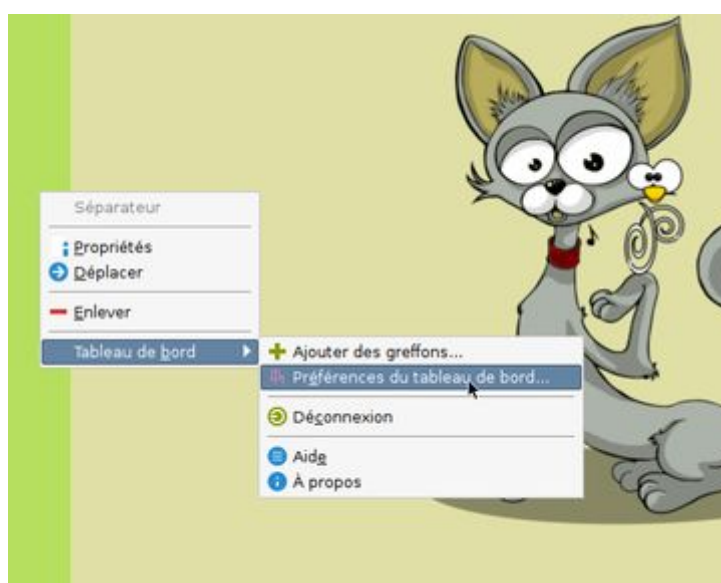 Séparateur
Propriétés
Déplacer
Enlever
Tableau de bord
Ajouter des greffons...
Préférences du tableau de bord...
Déconnexion
Aide
À propos